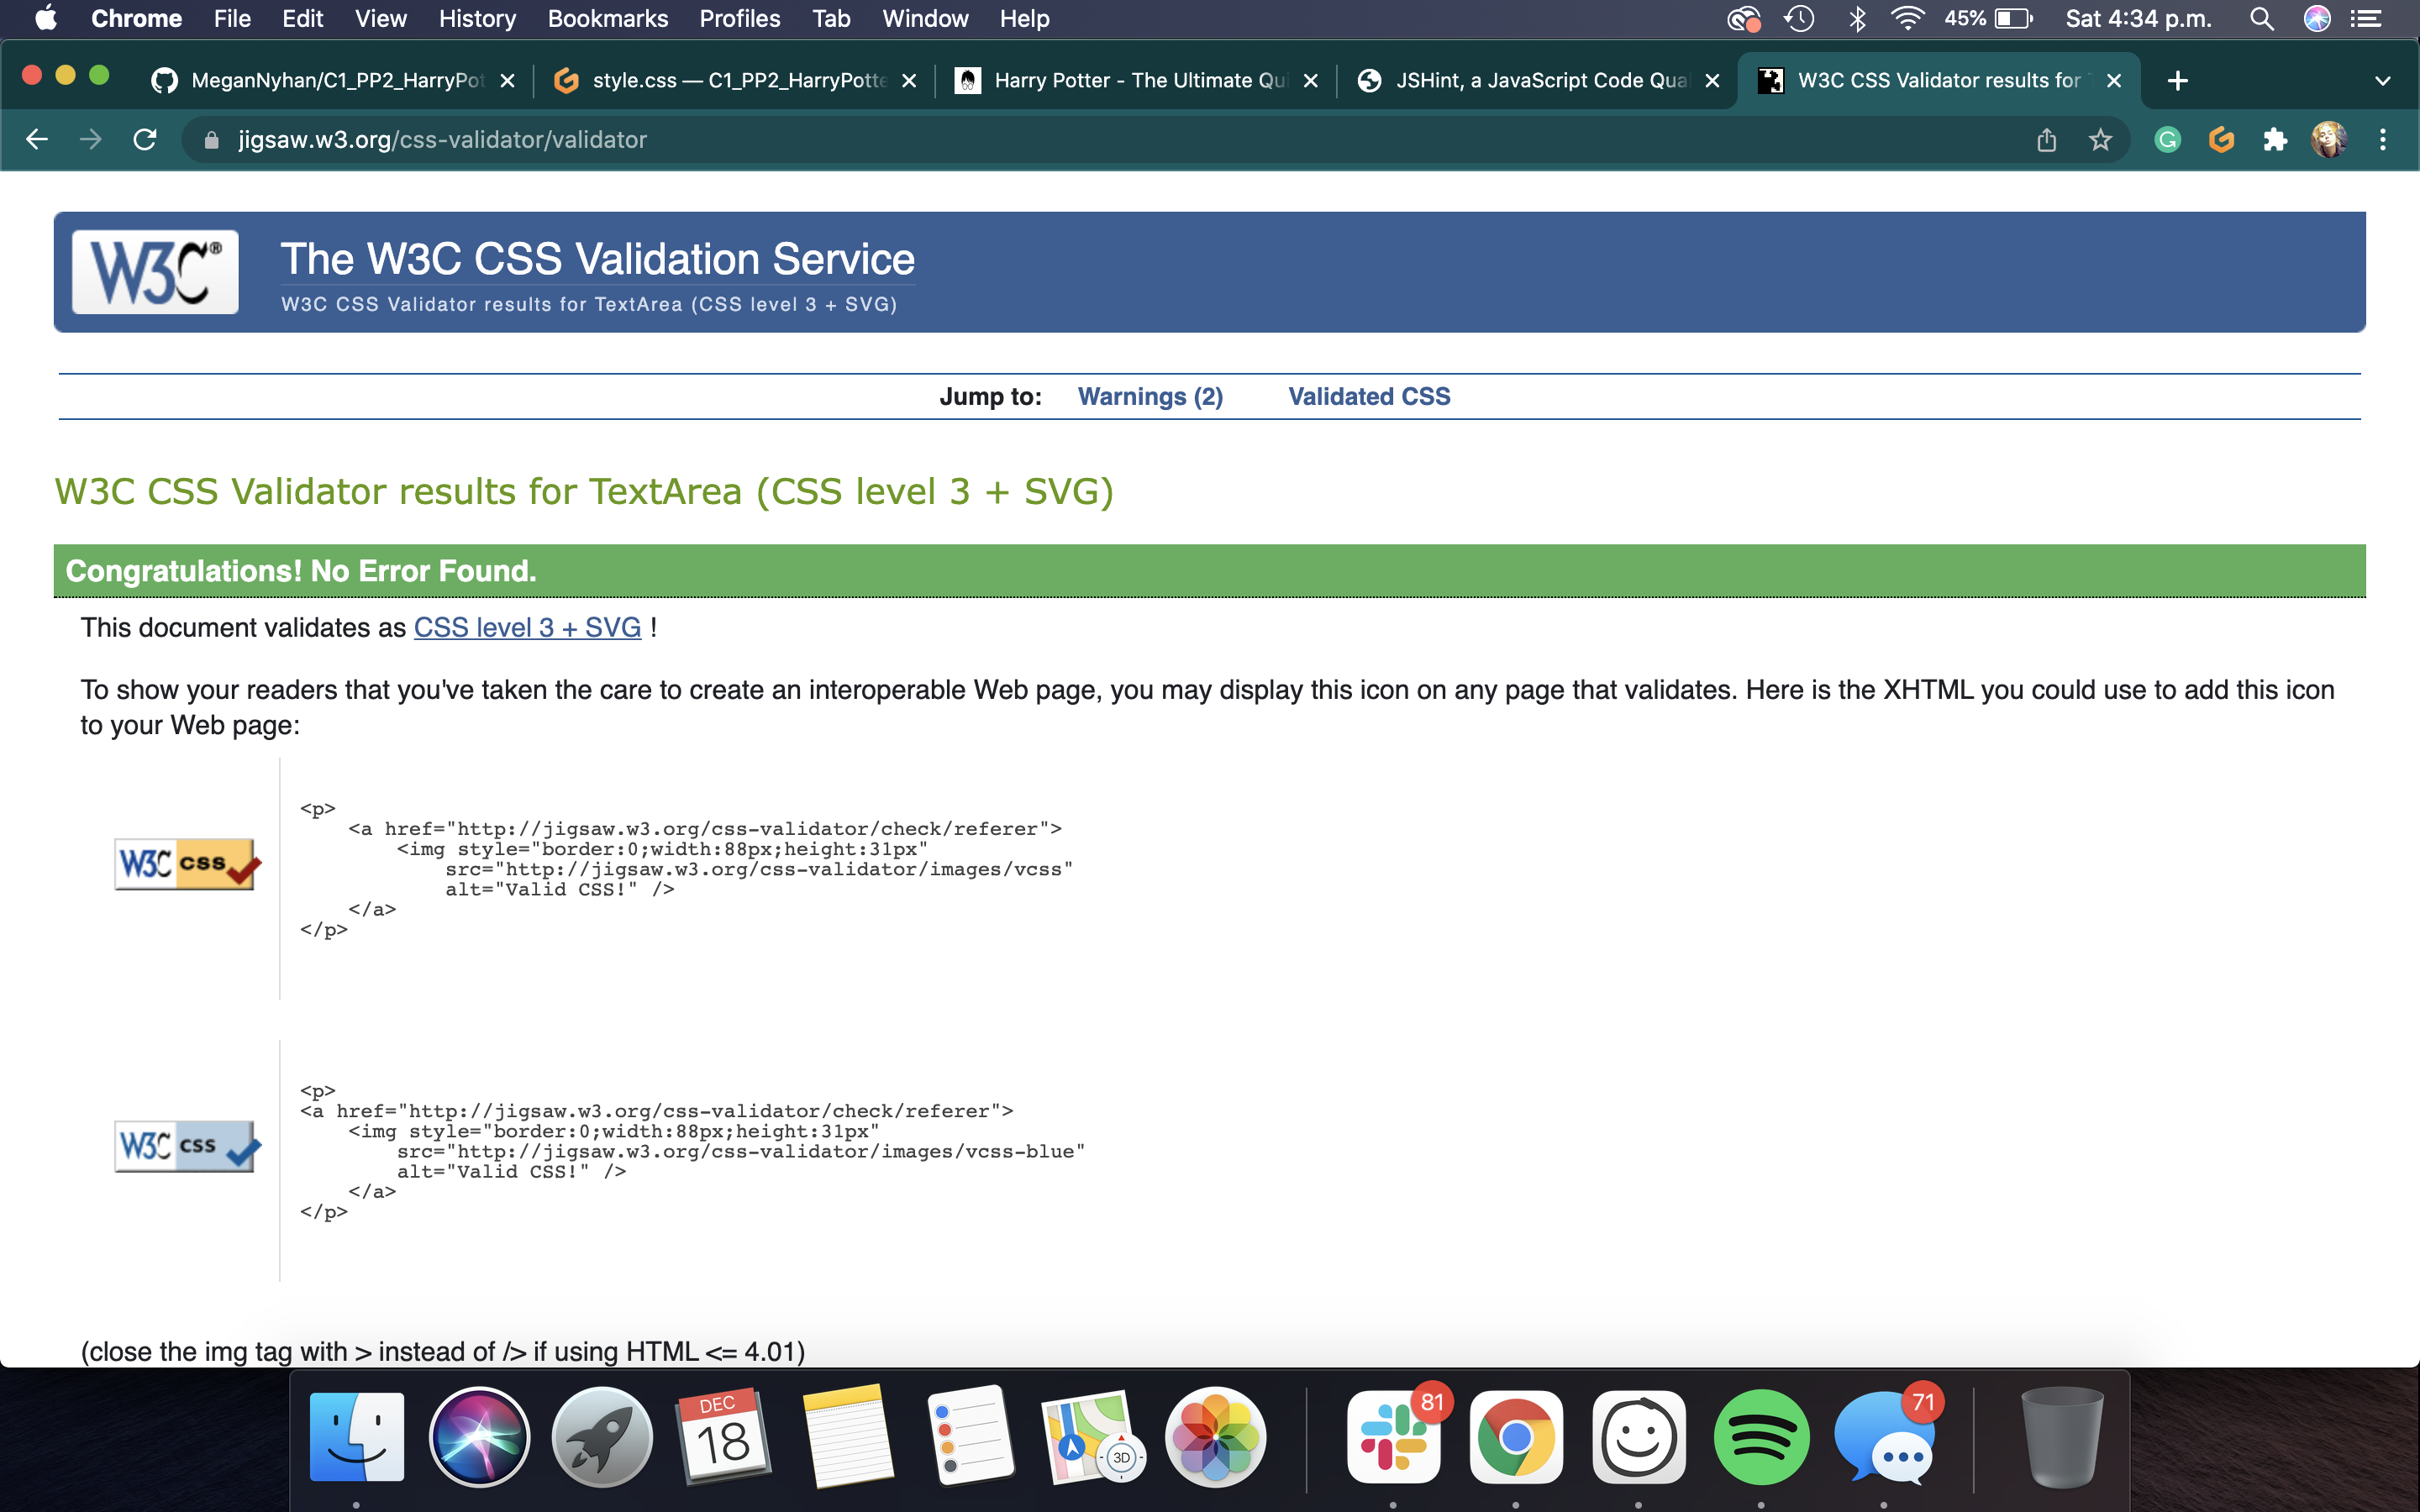 Chrome File Edit View History Bookmarks Profiles Tab Window Help 45% Sat 4:34 p.m.
MeganNyhan/C1_PP2_HarryPot style.css — C1_PP2_HarryPotte Harry Potter - The Ultimate Qui JSHint, a JavaScript Code Qua W3C CSS Validator results for
jigsaw.w3.org/css-validator/validator
W3C® The W3C CSS Validation Service
W3C CSS Validator results for TextArea (CSS level 3 + SVG)
Jump to: Warnings (2) Validated CSS
W3C CSS Validator results for TextArea (CSS level 3 + SVG)
Congratulations! No Error Found.
This document validates as CSS level 3 + SVG !
To show your readers that you've taken the care to create an interoperable Web page, you may display this icon on any page that validates. Here is the XHTML you could use to add this icon
to your Web page:
W3C css
<p>
<a href="http://jigsaw.w3.org/css-validator/check/referer">
<img style="border:0;width:88px;height:31px"
src="http://jigsaw.w3.org/css-validator/images/vcss"
alt="Valid CSS!" />
</a>
</p>
W3C css
<p>
<a href="http://jigsaw.w3.org/css-validator/check/referer">
<img style="border:0;width:88px;height:31px"
src="http://jigsaw.w3.org/css-validator/images/vcss-blue"
alt="Valid CSS!" />
</a>
</p>
(close the img tag with > instead of /> if using HTML <= 4.01)
DEC
18
3D
81
71